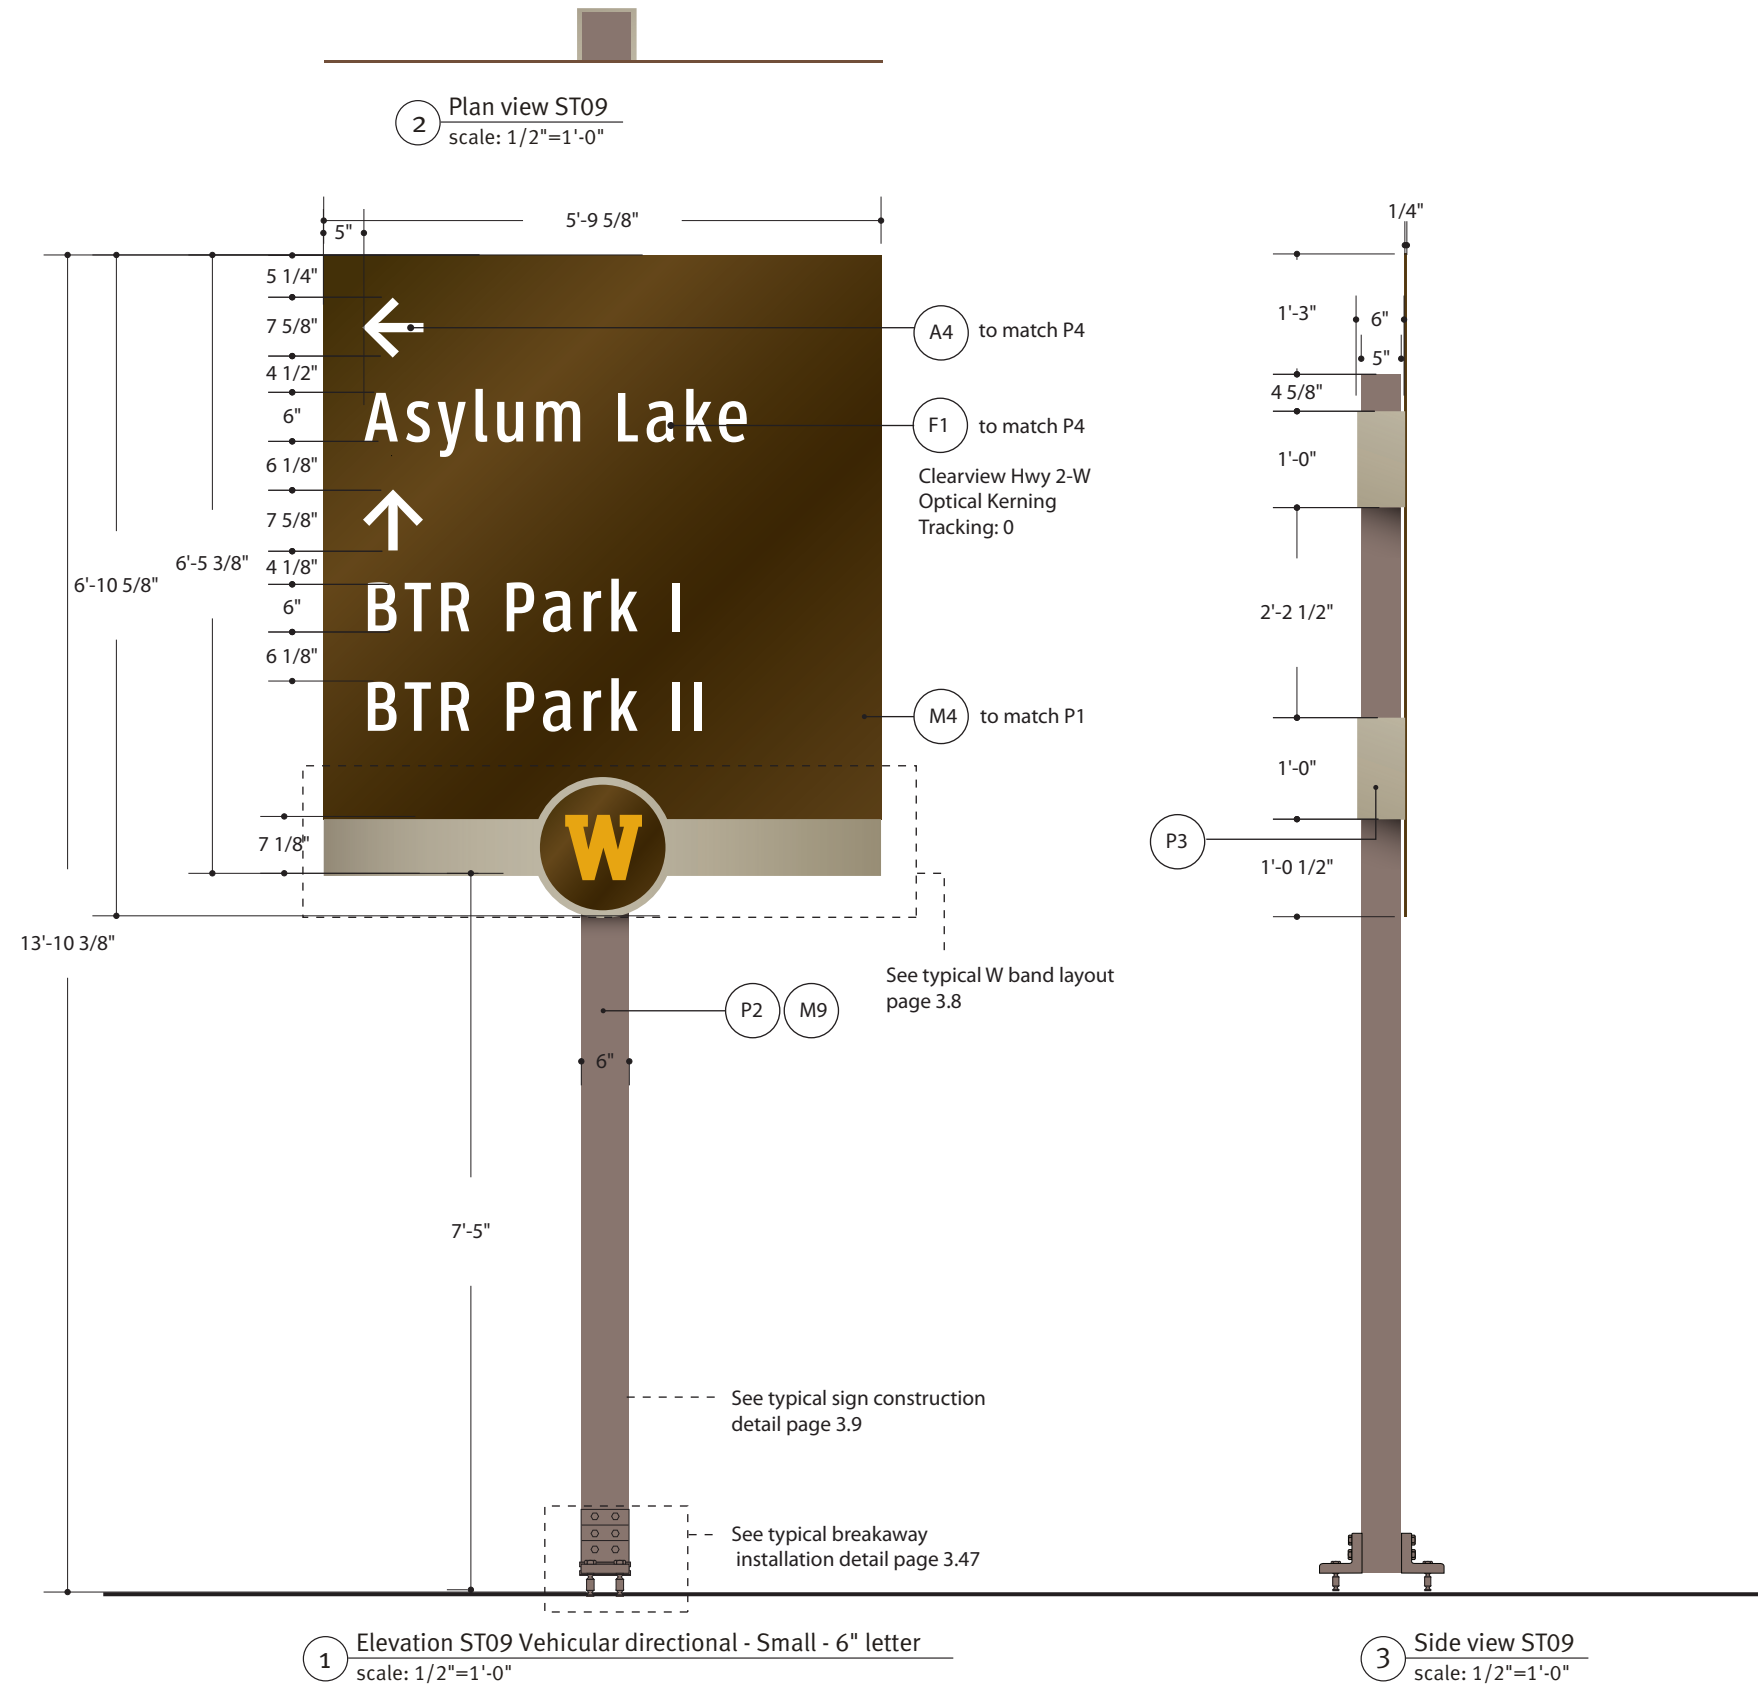 2
Plan view ST09
scale: 1/2"=1'-0"
5'-9 5/8"
5"
5 1/4"
7 5/8"
4 1/2"
6"
6 1/8"
7 5/8"
4 1/8"
6"
6 1/8"
7 1/8"
6'-5 3/8"
6'-10 5/8"
13'-10 3/8"
Asylum Lake
BTR Park I
BTR Park II
W
A4 to match P4
F1 to match P4
Clearview Hwy 2-W
Optical Kerning
Tracking: 0
M4 to match P1
See typical W band layout
page 3.8
P2 M9
6"
7'-5"
See typical sign construction
detail page 3.9
See typical breakaway
installation detail page 3.47
1
Elevation ST09 Vehicular directional - Small - 6" letter
scale: 1/2"=1'-0"
1/4"
1'-3"
6"
5"
4 5/8"
1'-0"
2'-2 1/2"
1'-0"
P3
1'-0 1/2"
3
Side view ST09
scale: 1/2"=1'-0"